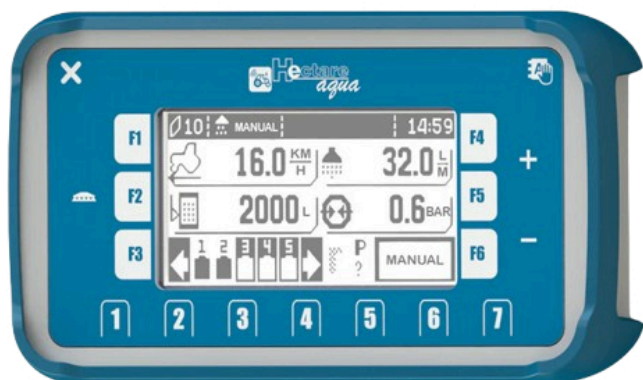 Hectare
aqua
10 MANUAL 14:59
F1 F4
16.0 KM/H 32.0 L/M
F2 F5
2000 L 0.6 BAR
1 2 3 4 5 P ?
MANUAL
F3 F6
+
−
1 2 3 4 5 6 7